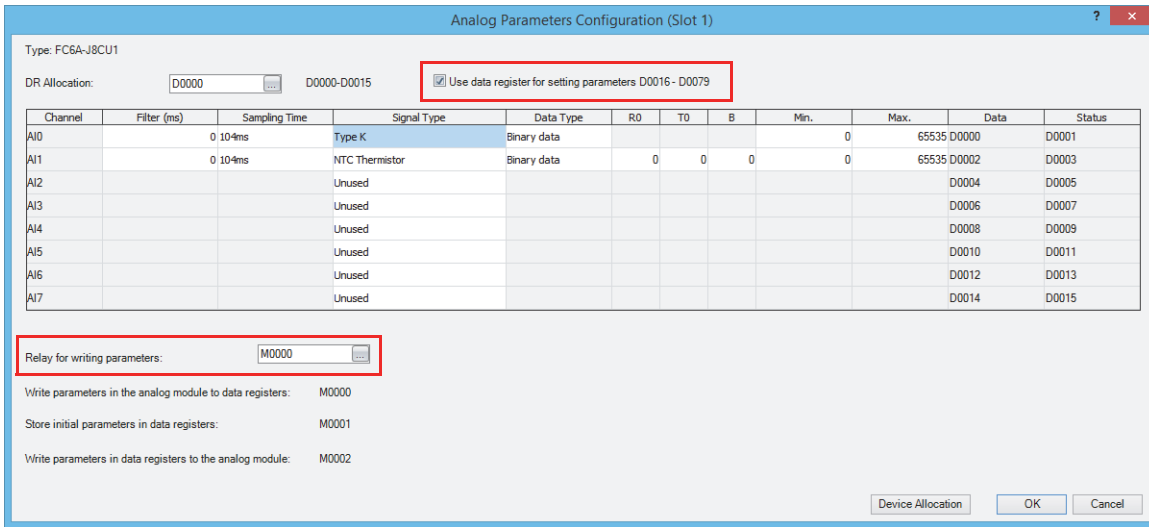 Analog Parameters Configuration (Slot 1) ? ×
Type: FC6A-J8CU1
DR Allocation: D0000 ... D0000-D0015 Use data register for setting parameters D0016 - D0079
Channel Filter (ms) Sampling Time Signal Type Data Type R0 T0 B Min. Max. Data Status
AI0 0 104ms Type K Binary data 0 65535 D0000 D0001
AI1 0 104ms NTC Thermistor Binary data 0 0 0 0 65535 D0002 D0003
AI2 Unused D0004 D0005
AI3 Unused D0006 D0007
AI4 Unused D0008 D0009
AI5 Unused D0010 D0011
AI6 Unused D0012 D0013
AI7 Unused D0014 D0015
Relay for writing parameters: M0000 ...
Write parameters in the analog module to data registers: M0000
Store initial parameters in data registers: M0001
Write parameters in data registers to the analog module: M0002
Device Allocation OK Cancel